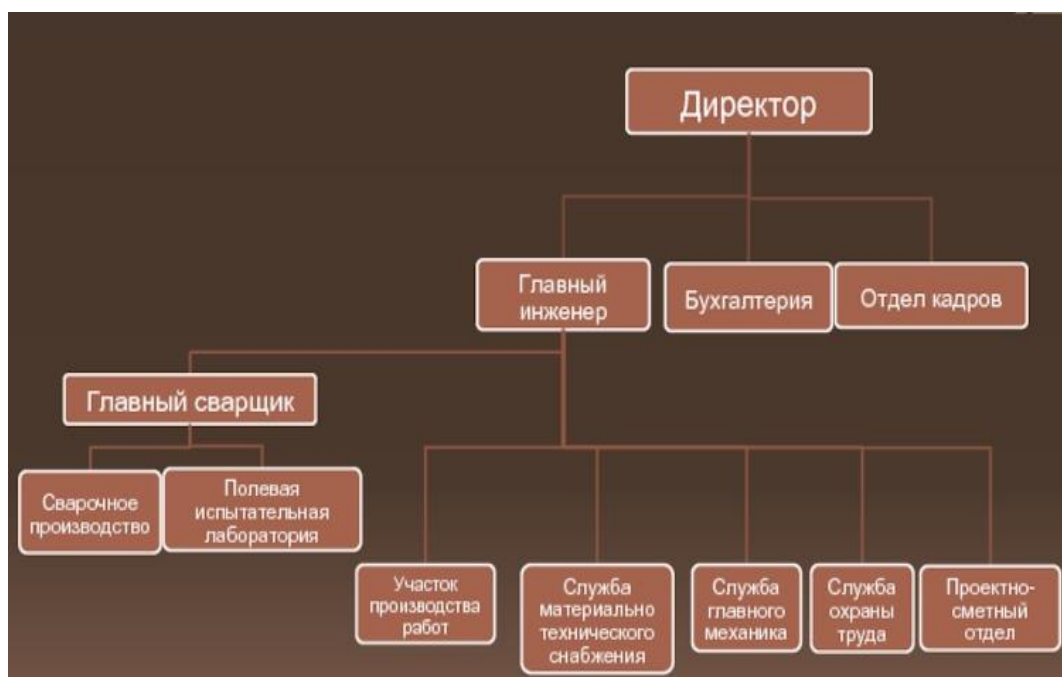 Директор
Главный
инженер
Бухгалтерия
Отдел кадров
Главный сварщик
Сварочное
производство
Полевая
испытательная
лаборатория
Участок
производства
работ
Служба
материально
технического
снабжения
Служба
главного
механика
Служба
охраны
труда
Проектно-
сметный
отдел